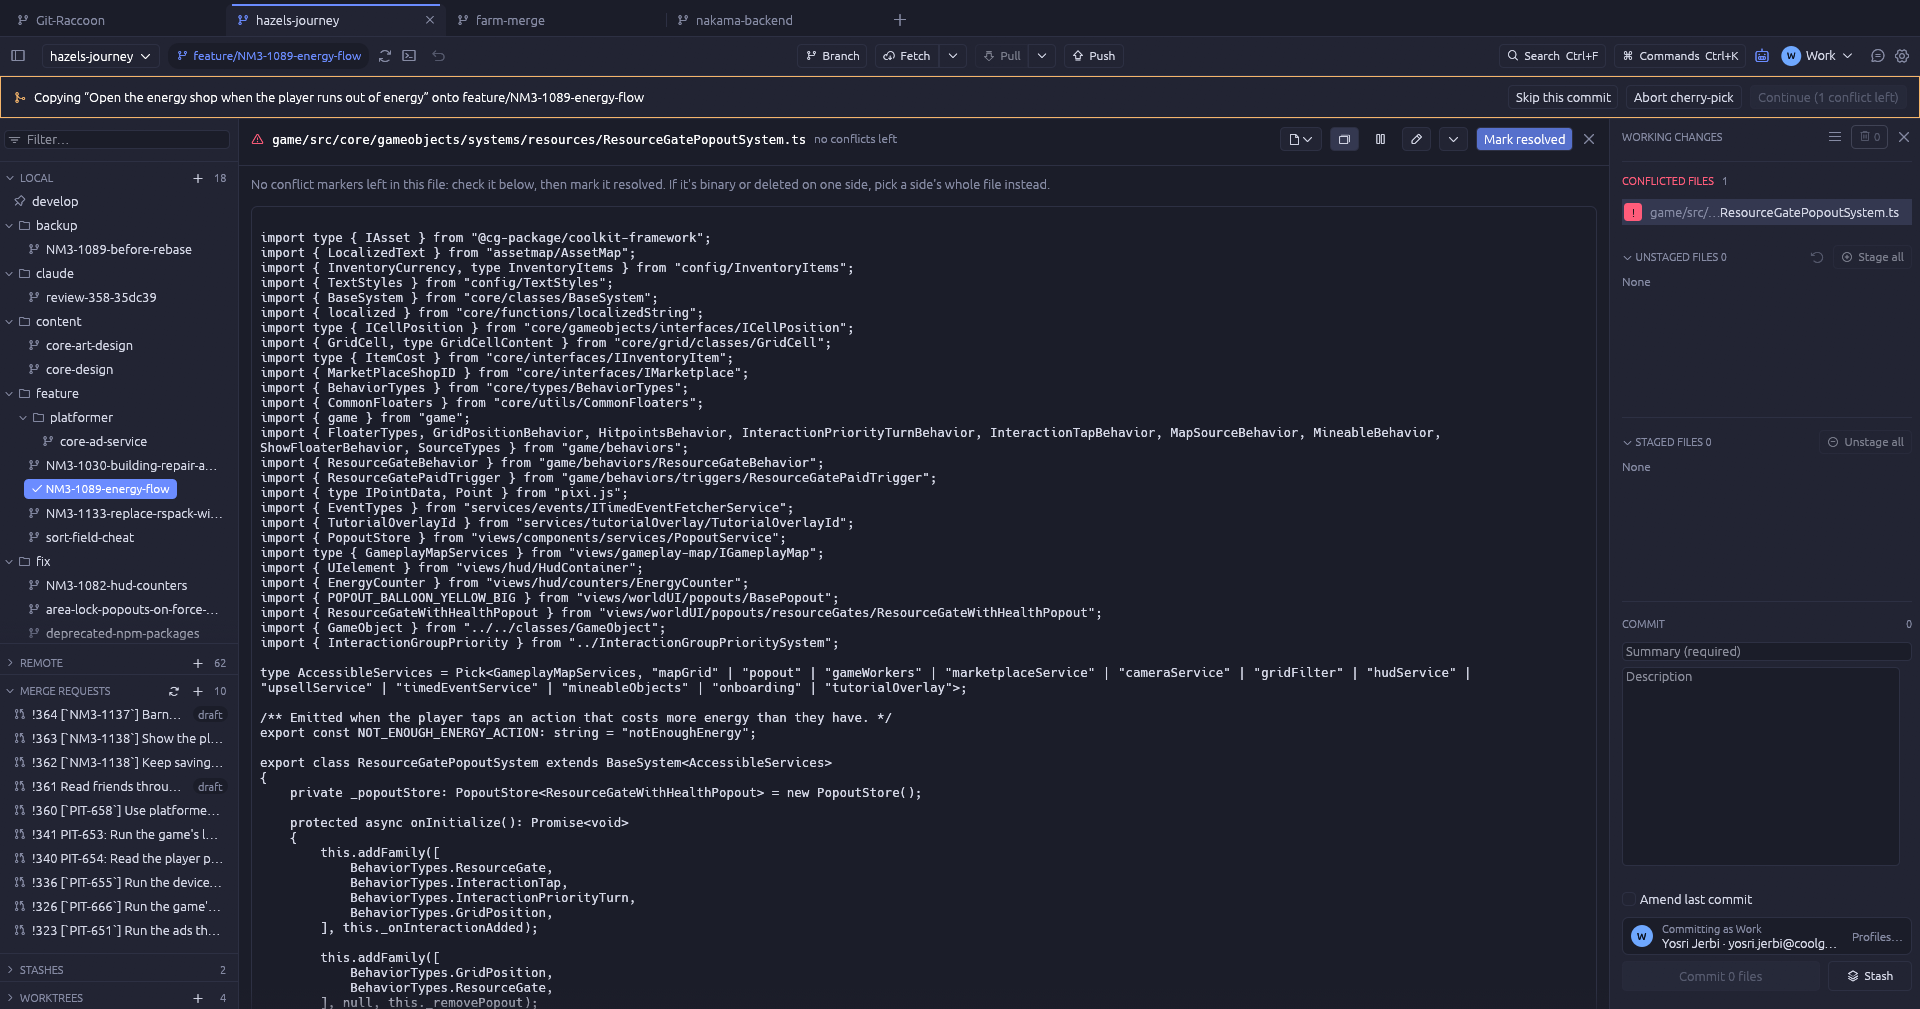 Git-Raccoon
hazels-journey
farm-merge
nakama-backend
hazels-journey
feature/NM3-1089-energy-flow
Branch
Fetch
Pull
Push
Search Ctrl+F
Commands Ctrl+K
W Work
Copying “Open the energy shop when the player runs out of energy” onto feature/NM3-1089-energy-flow
Skip this commit
Abort cherry-pick
Continue (1 conflict left)
Filter…
LOCAL 18
develop
backup
NM3-1089-before-rebase
claude
review-358-35dc39
content
core-art-design
core-design
feature
platformer
core-ad-service
NM3-1030-building-repair-a…
NM3-1089-energy-flow
NM3-1133-replace-rspack-wi…
sort-field-cheat
fix
NM3-1082-hud-counters
area-lock-popouts-on-force-…
deprecated-npm-packages
REMOTE 62
MERGE REQUESTS 10
!364 [`NM3-1137`] Barn… draft
!363 [`NM3-1138`] Show the pl…
!362 [`NM3-1138`] Keep saving…
!361 Read friends throu… draft
!360 [`PIT-658`] Use platforme…
!341 PIT-653: Run the game's l…
!340 PIT-654: Read the player p…
!336 [`PIT-655`] Run the device…
!326 [`PIT-666`] Run the game'…
!323 [`PIT-651`] Run the ads th…
STASHES 2
WORKTREES 4
game/src/core/gameobjects/systems/resources/ResourceGatePopoutSystem.ts no conflicts left
Mark resolved
No conflict markers left in this file: check it below, then mark it resolved. If it's binary or deleted on one side, pick a side's whole file instead.
import type { IAsset } from "@cg-package/coolkit-framework";
import { LocalizedText } from "assetmap/AssetMap";
import { InventoryCurrency, type InventoryItems } from "config/InventoryItems";
import { TextStyles } from "config/TextStyles";
import { BaseSystem } from "core/classes/BaseSystem";
import { localized } from "core/functions/localizedString";
import type { ICellPosition } from "core/gameobjects/interfaces/ICellPosition";
import { GridCell, type GridCellContent } from "core/grid/classes/GridCell";
import type { ItemCost } from "core/interfaces/IInventoryItem";
import { MarketPlaceShopID } from "core/interfaces/IMarketplace";
import { BehaviorTypes } from "core/types/BehaviorTypes";
import { CommonFloaters } from "core/utils/CommonFloaters";
import { game } from "game";
import { FloaterTypes, GridPositionBehavior, HitpointsBehavior, InteractionPriorityTurnBehavior, InteractionTapBehavior, MapSourceBehavior, MineableBehavior,
ShowFloaterBehavior, SourceTypes } from "game/behaviors";
import { ResourceGateBehavior } from "game/behaviors/ResourceGateBehavior";
import { ResourceGatePaidTrigger } from "game/behaviors/triggers/ResourceGatePaidTrigger";
import { type IPointData, Point } from "pixi.js";
import { EventTypes } from "services/events/ITimedEventFetcherService";
import { TutorialOverlayId } from "services/tutorialOverlay/TutorialOverlayId";
import { PopoutStore } from "views/components/services/PopoutService";
import type { GameplayMapServices } from "views/gameplay-map/IGameplayMap";
import { UIelement } from "views/hud/HudContainer";
import { EnergyCounter } from "views/hud/counters/EnergyCounter";
import { POPOUT_BALLOON_YELLOW_BIG } from "views/worldUI/popouts/BasePopout";
import { ResourceGateWithHealthPopout } from "views/worldUI/popouts/resourceGates/ResourceGateWithHealthPopout";
import { GameObject } from "../../classes/GameObject";
import { InteractionGroupPriority } from "../InteractionGroupPrioritySystem";
type AccessibleServices = Pick<GameplayMapServices, "mapGrid" | "popout" | "gameWorkers" | "marketplaceService" | "cameraService" | "gridFilter" | "hudService" |
"upsellService" | "timedEventService" | "mineableObjects" | "onboarding" | "tutorialOverlay">;
/** Emitted when the player taps an action that costs more energy than they have. */
export const NOT_ENOUGH_ENERGY_ACTION: string = "notEnoughEnergy";
export class ResourceGatePopoutSystem extends BaseSystem<AccessibleServices>
{
private _popoutStore: PopoutStore<ResourceGateWithHealthPopout> = new PopoutStore();
protected async onInitialize(): Promise<void>
{
this.addFamily([
BehaviorTypes.ResourceGate,
BehaviorTypes.InteractionTap,
BehaviorTypes.InteractionPriorityTurn,
BehaviorTypes.GridPosition,
], this._onInteractionAdded);
this.addFamily([
BehaviorTypes.GridPosition,
BehaviorTypes.ResourceGate,
], null, this._removePopout);
WORKING CHANGES
0
CONFLICTED FILES 1
! game/src/…ResourceGatePopoutSystem.ts
UNSTAGED FILES 0
Stage all
None
STAGED FILES 0
Unstage all
None
COMMIT 0
Summary (required)
Description
Amend last commit
W
Committing as Work
Yosri Jerbi · yosri.jerbi@coolg…
Profiles…
Commit 0 files
Stash